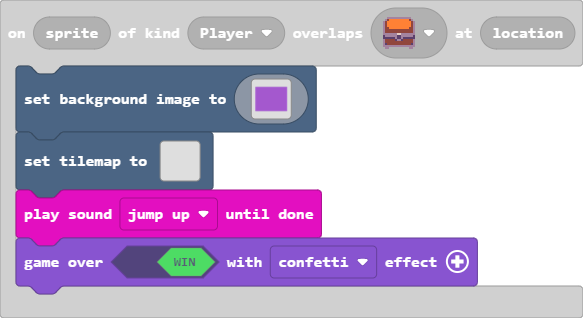 on sprite of kind Player overlaps at location
set background image to
set tilemap to
play sound jump up until done
game over WIN with confetti effect